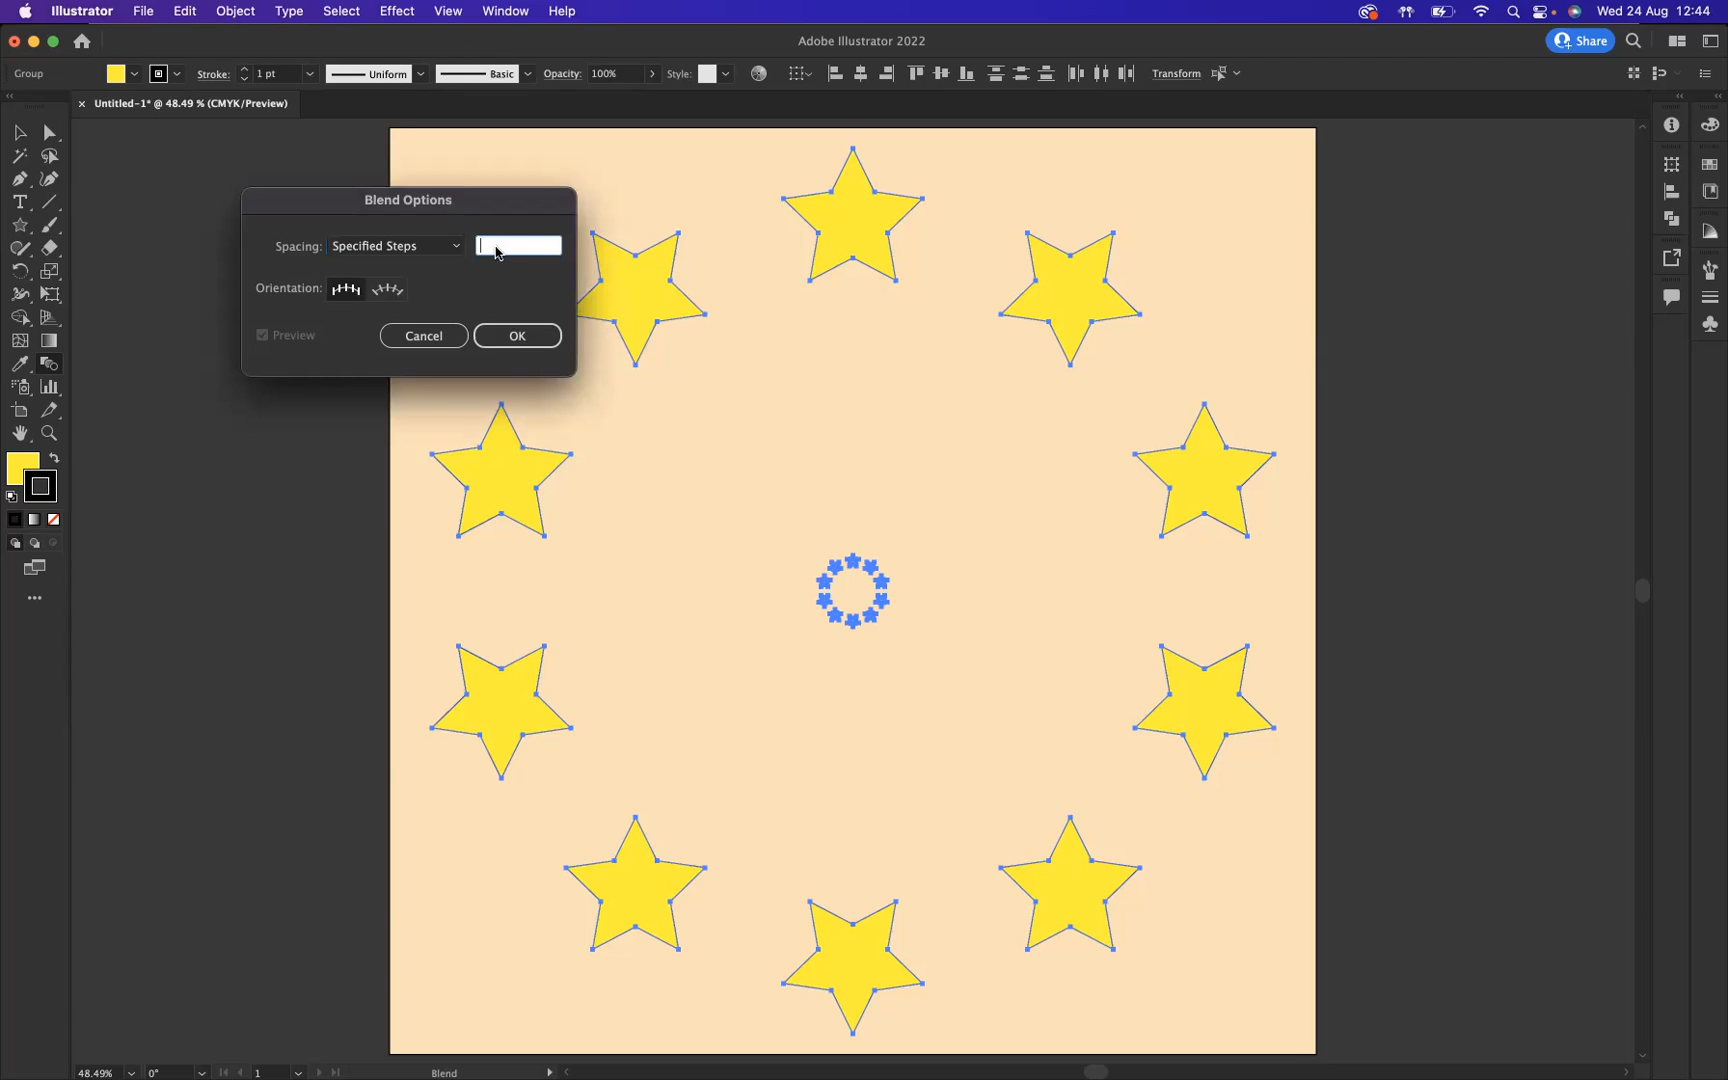 Illustrator File Edit Object Type Select Effect View Window Help Wed 24 Aug 12:44
Adobe Illustrator 2022 Share
Group Stroke: 1 pt Uniform Basic Opacity: 100% Style: Transform
× Untitled-1* @ 48.49 % (CMYK/Preview)
Blend Options
Spacing: Specified Steps
Orientation:
Preview Cancel OK
48.49% 0° 1 Blend